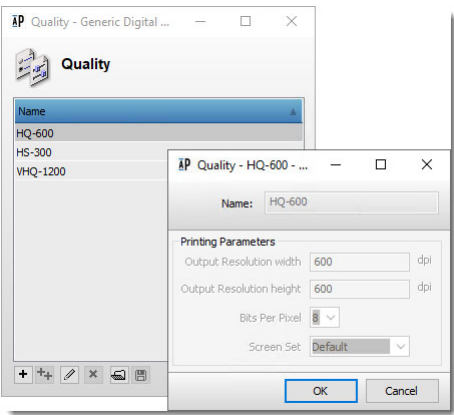 ĀP Quality - Generic Digital ...
Quality
Name
HQ-600
HS-300
VHQ-1200
ĀP Quality - HQ-600 - ...
Name: HQ-600
Printing Parameters
Output Resolution width 600 dpi
Output Resolution height 600 dpi
Bits Per Pixel 8
Screen Set Default
OK Cancel